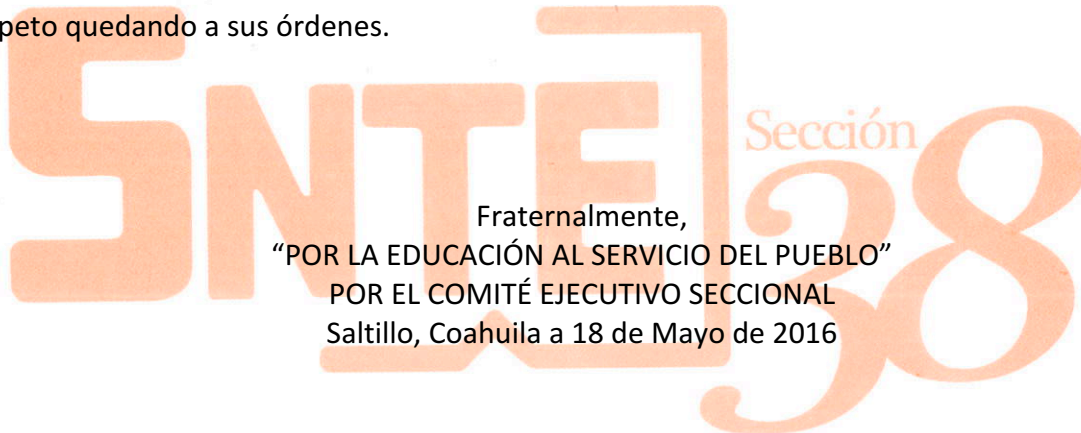 peto quedando a sus órdenes.
SNTE
Sección
38
Fraternalmente,
“POR LA EDUCACIÓN AL SERVICIO DEL PUEBLO”
POR EL COMITÉ EJECUTIVO SECCIONAL
Saltillo, Coahuila a 18 de Mayo de 2016